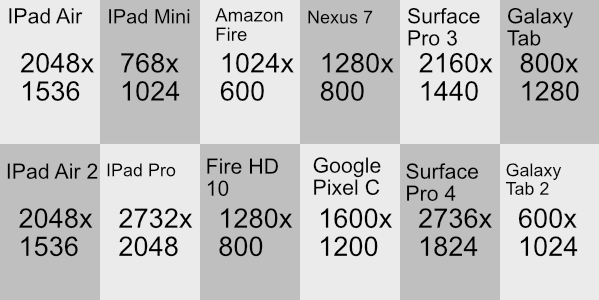 IPad Air
2048x
1536
IPad Mini
768x
1024
Amazon
Fire
1024x
600
Nexus 7
1280x
800
Surface
Pro 3
2160x
1440
Galaxy
Tab
800x
1280
IPad Air 2
2048x
1536
IPad Pro
2732x
2048
Fire HD
10
1280x
800
Google
Pixel C
1600x
1200
Surface
Pro 4
2736x
1824
Galaxy
Tab 2
600x
1024